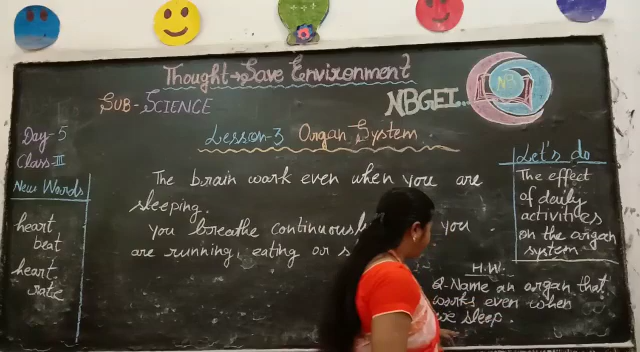 Thought → Save Environment
Sub - Science
NBGEI...
NB
Day - 5
Class - III
Lesson-3 Organ System
New Words
heart
beat
heart
rate
The brain work even when you are
sleeping.
You breathe continuously you
are running, eating or
Let's do
The effect
of daily
activities
on the organ
system
H.W.
Q - Name an organ that
works even when
we sleep